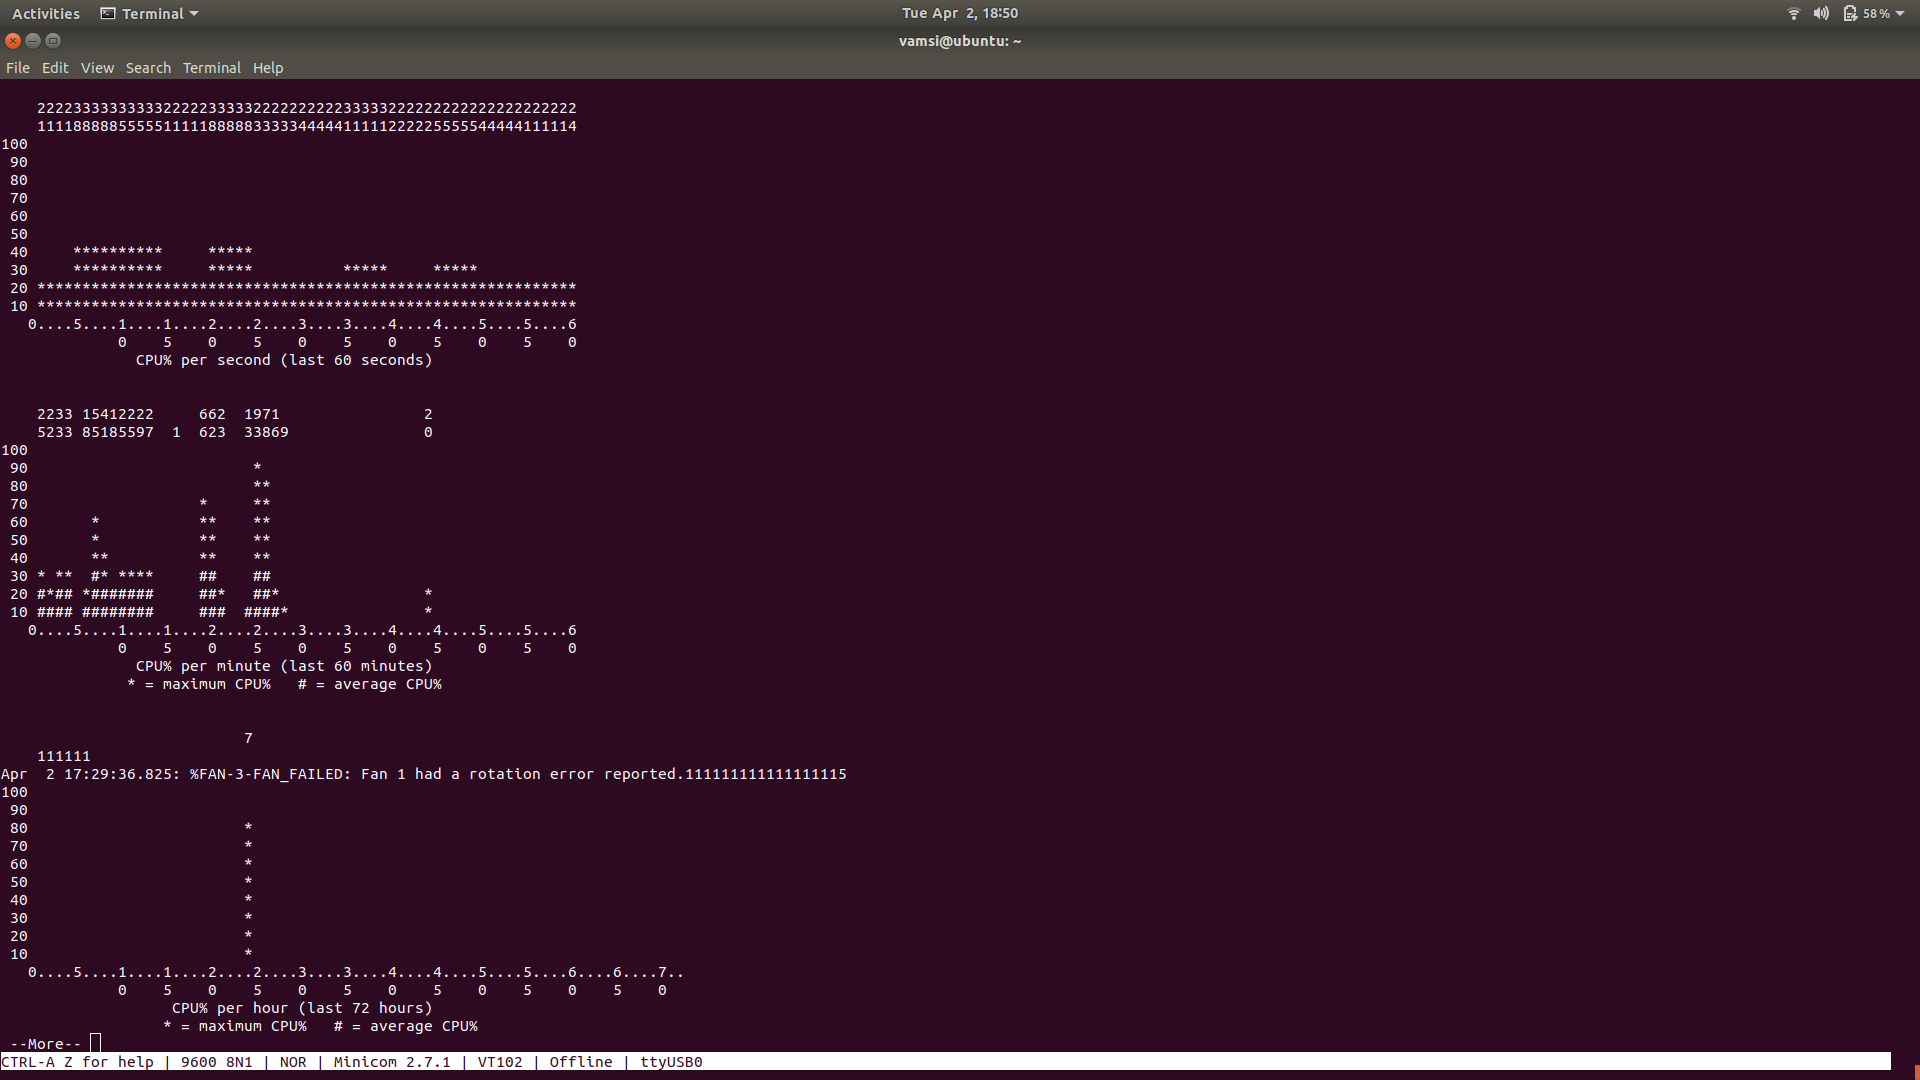 222233333333332222233333222222222233333222222222222222222222
111188888555551111188888333334444411111222225555544444111114
100
90
80
70
60
50
40      **********     *****
30      **********     *****          *****     *****
20 ************************************************************
10 ************************************************************
0....5....1....1....2....2....3....3....4....4....5....5....6
0    5    0    5    0    5    0    5    0    5    0
CPU% per second (last 60 seconds)
2233 15412222     662  1971                2
5233 85185597  1  623  33869               0
100
90                         *
80                         **
70                   *     **
60       *           **    **
50       *           **    **
40       **          **    **
30 * **  #* ****     ##    ##
20 #*## *#######     ##*   ##*                *
10 #### ########     ###  ####*               *
0....5....1....1....2....2....3....3....4....4....5....5....6
0    5    0    5    0    5    0    5    0    5    0
CPU% per minute (last 60 minutes)
* = maximum CPU%   # = average CPU%
7
111111
Apr  2 17:29:36.825: %FAN-3-FAN_FAILED: Fan 1 had a rotation error reported.111111111111111115
100
90
80                        *
70                        *
60                        *
50                        *
40                        *
30                        *
20                        *
10                        *
0....5....1....1....2....2....3....3....4....4....5....5....6....6....7..
0    5    0    5    0    5    0    5    0    5    0    5    0
CPU% per hour (last 72 hours)
* = maximum CPU%   # = average CPU%
--More--
CTRL-A Z for help | 9600 8N1 | NOR | Minicom 2.7.1 | VT102 | Offline | ttyUSB0
Activities Terminal Tue Apr 2, 18:50 58%
vamsi@ubuntu: ~
File Edit View Search Terminal Help